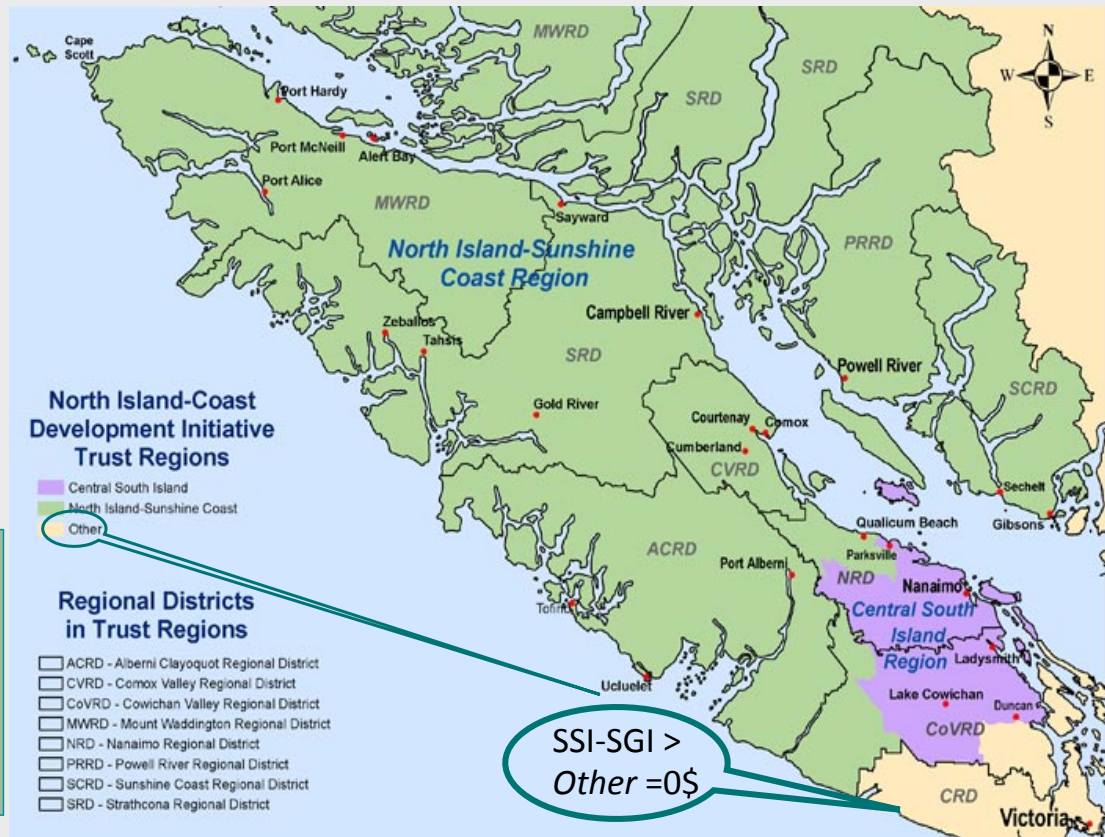 MWRD
SRD
N
W E
S
Cape
Scott
Port Hardy
SRD
Port McNeill
Alert Bay
Port Alice
MWRD
Sayward
PRRD
North Island-Sunshine
Coast Region
Campbell River
Zeballos
Tahsis
SRD
Powell River
SCRD
Gold River
Courtenay
Comox
Cumberland
CVRD
North Island-Coast
Development Initiative
Trust Regions
Central South Island
North Island-Sunshine Coast
Other
Sechelt
Gibsons
Qualicum Beach
Parksville
ACRD
Port Alberni
NRD
Nanaimo
Central South
Island
Region
Tofino
Ladysmith
Ucluelet
Lake Cowichan
Duncan
CoVRD
Regional Districts
in Trust Regions
ACRD - Alberni Clayoquot Regional District
CVRD - Comox Valley Regional District
CoVRD - Cowichan Valley Regional District
MWRD - Mount Waddington Regional District
NRD - Nanaimo Regional District
PRRD - Powell River Regional District
SCRD - Sunshine Coast Regional District
SRD - Strathcona Regional District
SSI-SGI >
Other =0$
CRD
Victoria